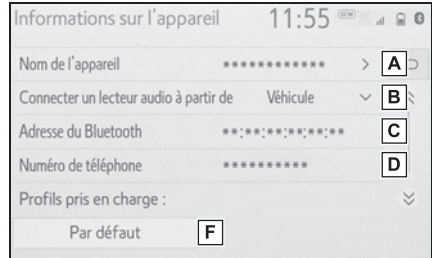 Informations sur l'appareil 11:55 DCM
Nom de l'appareil ************ > A
Connecter un lecteur audio à partir de Véhicule B
Adresse du Bluetooth **:**:**:**:**:** C
Numéro de téléphone ********** D
Profils pris en charge :
Par défaut F